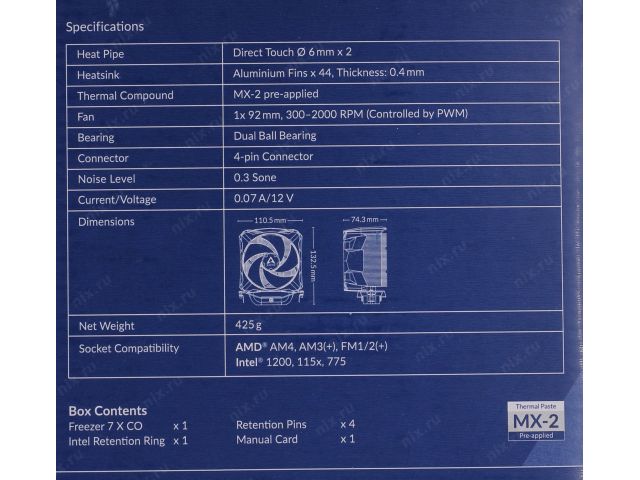 Specifications
Heat Pipe Direct Touch Ø 6 mm x 2
Heatsink Aluminium Fins x 44, Thickness: 0.4 mm
Thermal Compound MX-2 pre-applied
Fan 1x 92 mm, 300–2000 RPM (Controlled by PWM)
Bearing Dual Ball Bearing
Connector 4-pin Connector
Noise Level 0.3 Sone
Current/Voltage 0.07 A/12 V
Dimensions
110.5 mm 74.3 mm
132.5 mm
Net Weight 425 g
Socket Compatibility AMD® AM4, AM3(+), FM1/2(+)
Intel® 1200, 115x, 775
Box Contents
Freezer 7 X CO x 1 Retention Pins x 4
Intel Retention Ring x 1 Manual Card x 1
Thermal Paste
MX-2
Pre-applied
nix.ru